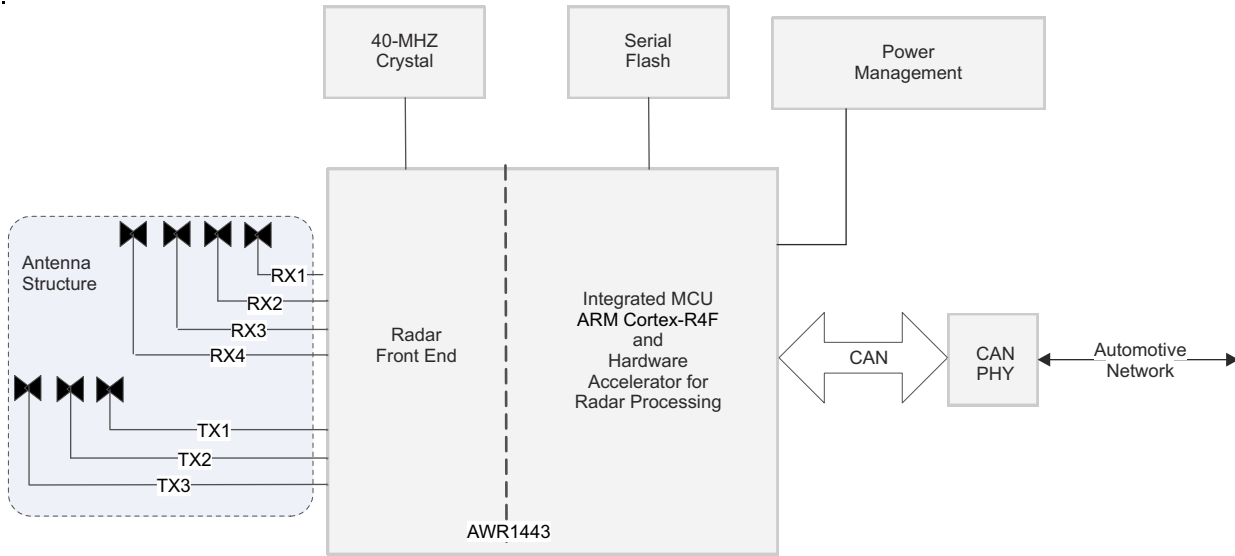 .
40-MHZ
Crystal
Serial
Flash
Power
Management
Antenna
Structure
RX1
RX2
RX3
RX4
TX1
TX2
TX3
Radar
Front End
Integrated MCU
ARM Cortex-R4F
and
Hardware
Accelerator for
Radar Processing
AWR1443
CAN
CAN
PHY
Automotive
Network